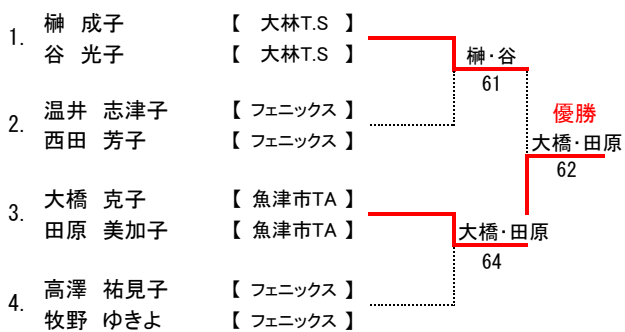 1.
榊 成子 【 大林T.S 】
谷 光子 【 大林T.S 】
榊・谷
61
2.
温井 志津子 【 フェニックス 】
西田 芳子 【 フェニックス 】
優勝
大橋・田原
62
3.
大橋 克子 【 魚津市TA 】
田原 美加子 【 魚津市TA 】
大橋・田原
64
4.
高澤 祐見子 【 フェニックス 】
牧野 ゆきよ 【 フェニックス 】